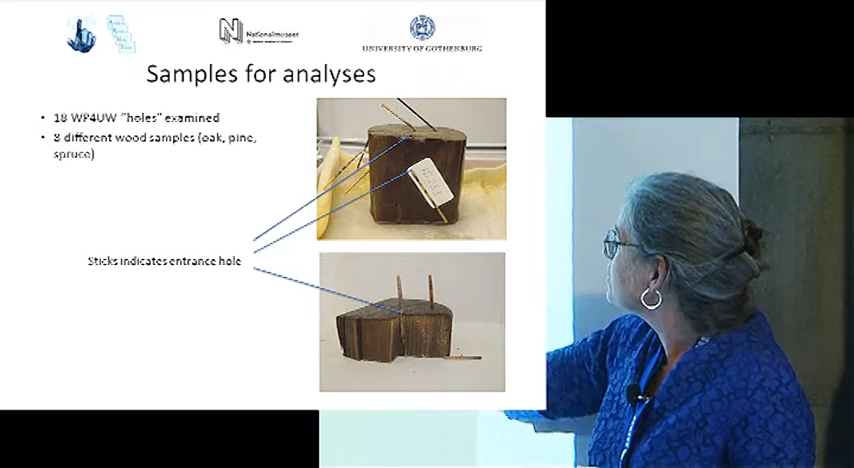 Nationalmuseet
UNIVERSITY OF GOTHENBURG
Samples for analyses
• 18 WP4UW "holes" examined
• 8 different wood samples (oak, pine,
spruce)
Sticks indicates entrance hole